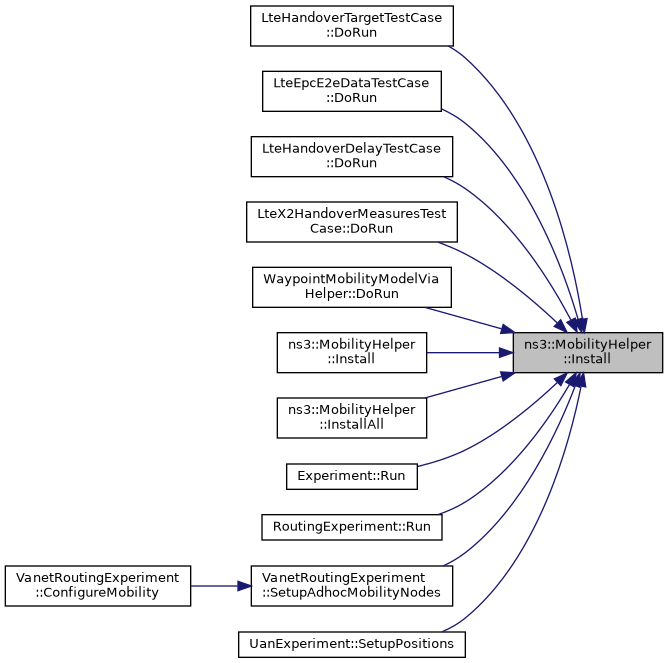 LteHandoverTargetTestCase
::DoRun
LteEpcE2eDataTestCase
::DoRun
LteHandoverDelayTestCase
::DoRun
LteX2HandoverMeasuresTest
Case::DoRun
WaypointMobilityModelVia
Helper::DoRun
ns3::MobilityHelper
::Install
ns3::MobilityHelper
::Install
ns3::MobilityHelper
::InstallAll
Experiment::Run
RoutingExperiment::Run
VanetRoutingExperiment
::ConfigureMobility
VanetRoutingExperiment
::SetupAdhocMobilityNodes
UanExperiment::SetupPositions